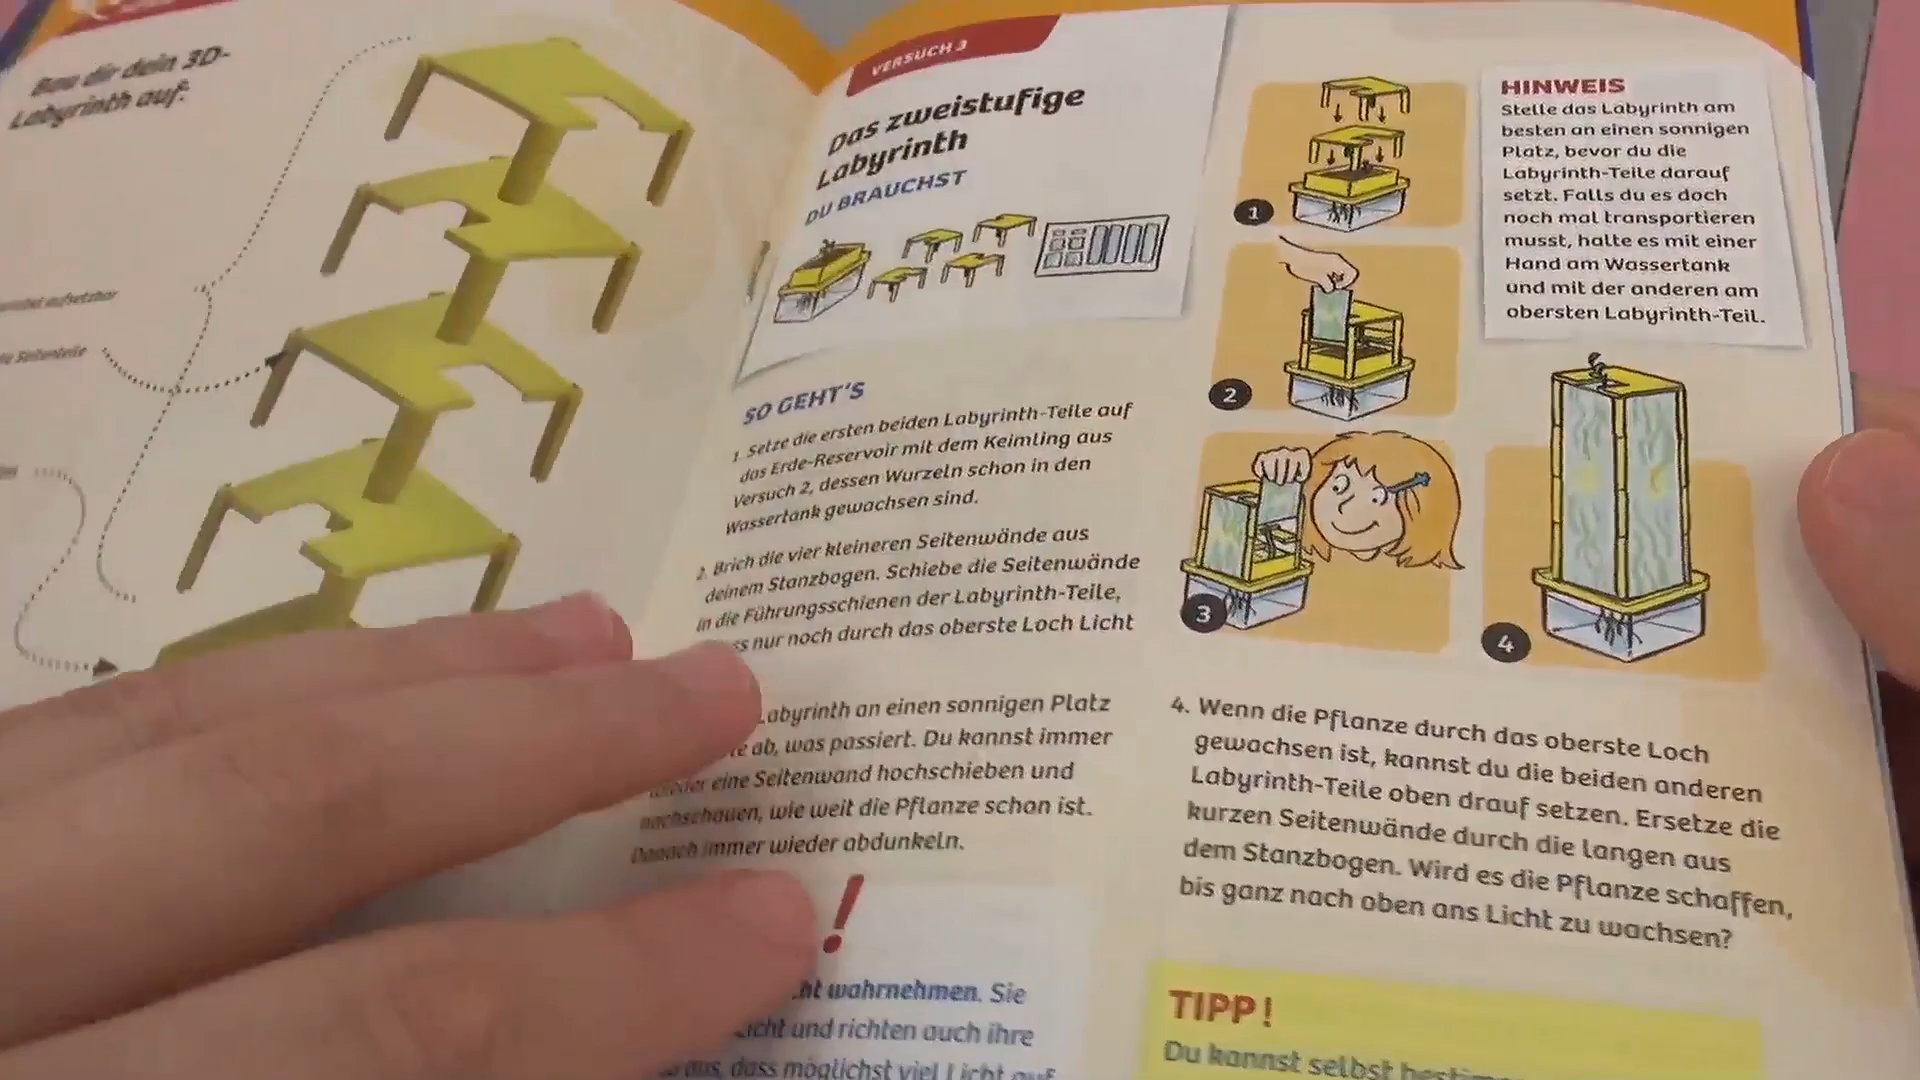 Bau dir dein 3D-
Labyrinth auf:
aufsetzbar
Seitenteile
VERSUCH 3
Das zweistufige
Labyrinth
DU BRAUCHST
SO GEHT'S
1. Setze die ersten beiden Labyrinth-Teile auf
das Erde-Reservoir mit dem Keimling aus
Versuch 2, dessen Wurzeln schon in den
Wassertank gewachsen sind.
2. Brich die vier kleineren Seitenwände aus
deinem Stanzbogen. Schiebe die Seitenwände
in die Führungsschienen der Labyrinth-Teile,
nur noch durch das oberste Loch Licht
Labyrinth an einen sonnigen Platz
ab, was passiert. Du kannst immer
wieder eine Seitenwand hochschieben und
nachschauen, wie weit die Pflanze schon ist.
Danach immer wieder abdunkeln.
!
wahrnehmen. Sie
und richten auch ihre
aus, dass möglichst viel Licht auf
1
2
3
4
HINWEIS
Stelle das Labyrinth am
besten an einen sonnigen
Platz, bevor du die
Labyrinth-Teile darauf
setzt. Falls du es doch
noch mal transportieren
musst, halte es mit einer
Hand am Wassertank
und mit der anderen am
obersten Labyrinth-Teil.
4. Wenn die Pflanze durch das oberste Loch
gewachsen ist, kannst du die beiden anderen
Labyrinth-Teile oben drauf setzen. Ersetze die
kurzen Seitenwände durch die langen aus
dem Stanzbogen. Wird es die Pflanze schaffen,
bis ganz nach oben ans Licht zu wachsen?
TIPP!
Du kannst selbst